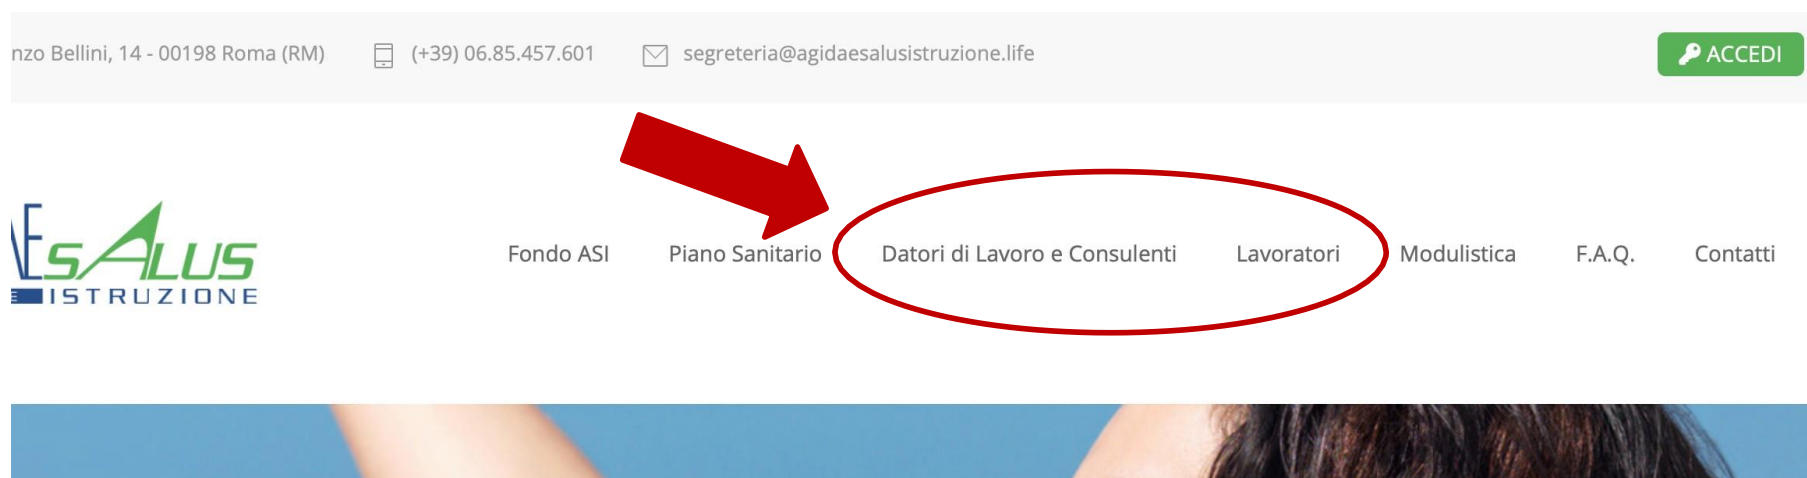 nzo Bellini, 14 - 00198 Roma (RM) (+39) 06.85.457.601 segreteria@agidaesalusistruzione.life ACCEDI
ESALUS
ISTRUZIONE
Fondo ASI Piano Sanitario Datori di Lavoro e Consulenti Lavoratori Modulistica F.A.Q. Contatti